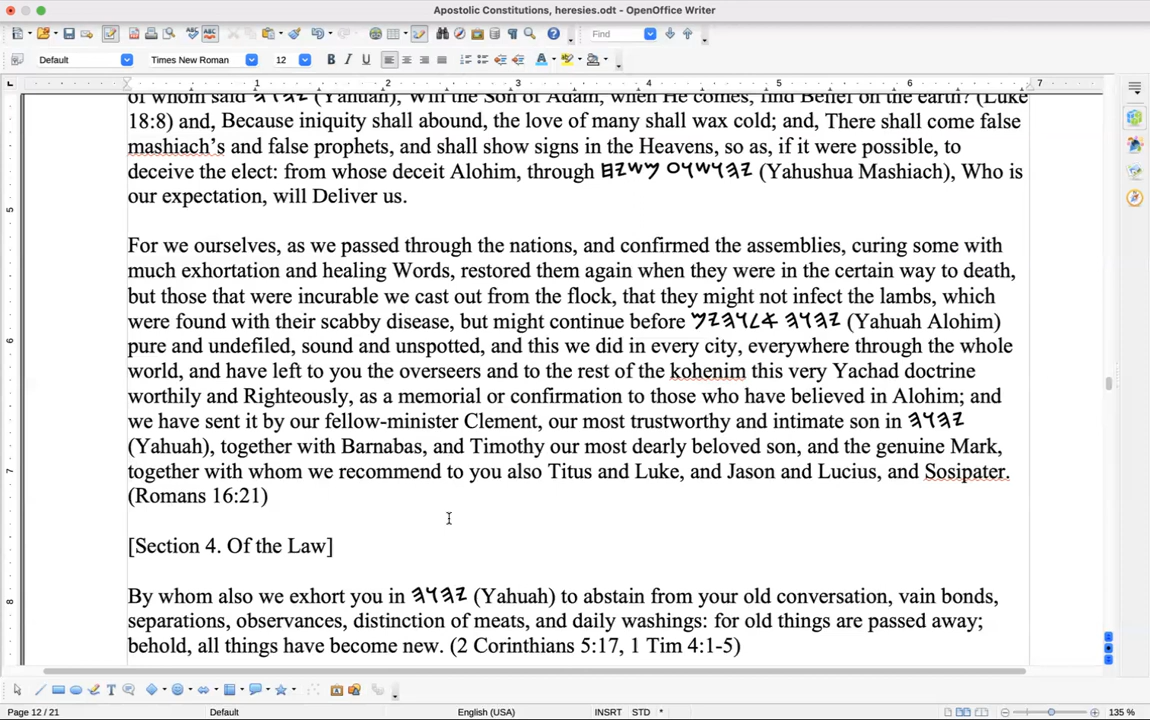 Apostolic Constitutions, heresies.odt - OpenOffice Writer
Find
Default Times New Roman 12
1 2 3 4 5 6 7
of whom said 𐤉𐤄𐤅𐤄 (Yahuah), Will the Son of Adam, when He comes, find Belief on the earth? (Luke
18:8) and, Because iniquity shall abound, the love of many shall wax cold; and, There shall come false
mashiach's and false prophets, and shall show signs in the Heavens, so as, if it were possible, to
deceive the elect: from whose deceit Alohim, through 𐤉𐤄𐤅𐤔𐤅𐤏 𐤌𐤔𐤉𐤇 (Yahushua Mashiach), Who is
our expectation, will Deliver us.
For we ourselves, as we passed through the nations, and confirmed the assemblies, curing some with
much exhortation and healing Words, restored them again when they were in the certain way to death,
but those that were incurable we cast out from the flock, that they might not infect the lambs, which
were found with their scabby disease, but might continue before 𐤉𐤄𐤅𐤄 𐤀𐤋𐤅𐤄𐤉𐤌 (Yahuah Alohim)
pure and undefiled, sound and unspotted, and this we did in every city, everywhere through the whole
world, and have left to you the overseers and to the rest of the kohenim this very Yachad doctrine
worthily and Righteously, as a memorial or confirmation to those who have believed in Alohim; and
we have sent it by our fellow-minister Clement, our most trustworthy and intimate son in 𐤉𐤄𐤅𐤄
(Yahuah), together with Barnabas, and Timothy our most dearly beloved son, and the genuine Mark,
together with whom we recommend to you also Titus and Luke, and Jason and Lucius, and Sosipater.
(Romans 16:21)
[Section 4. Of the Law]
By whom also we exhort you in 𐤉𐤄𐤅𐤄 (Yahuah) to abstain from your old conversation, vain bonds,
separations, observances, distinction of meats, and daily washings: for old things are passed away;
behold, all things have become new. (2 Corinthians 5:17, 1 Tim 4:1-5)
5
6
7
8
Page 12 / 21 Default English (USA) INSRT STD * 135 %